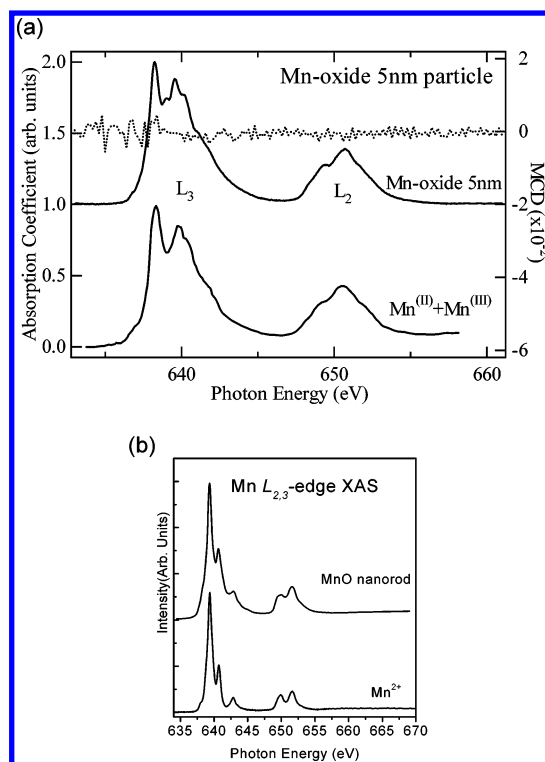 (a)
2.0
1.5
1.0
0.5
0.0
Absorption Coefficient (arb. units)
Mn-oxide 5nm particle
L3
L2
Mn-oxide 5nm
Mn(II)+Mn(III)
2
0
-2
-4
-6
MCD (x10-2)
640
650
660
Photon Energy (eV)
(b)
Mn L2,3-edge XAS
Intensity(Arb. Units)
MnO nanorod
Mn2+
635 640 645 650 655 660 665 670
Photon Energy (eV)